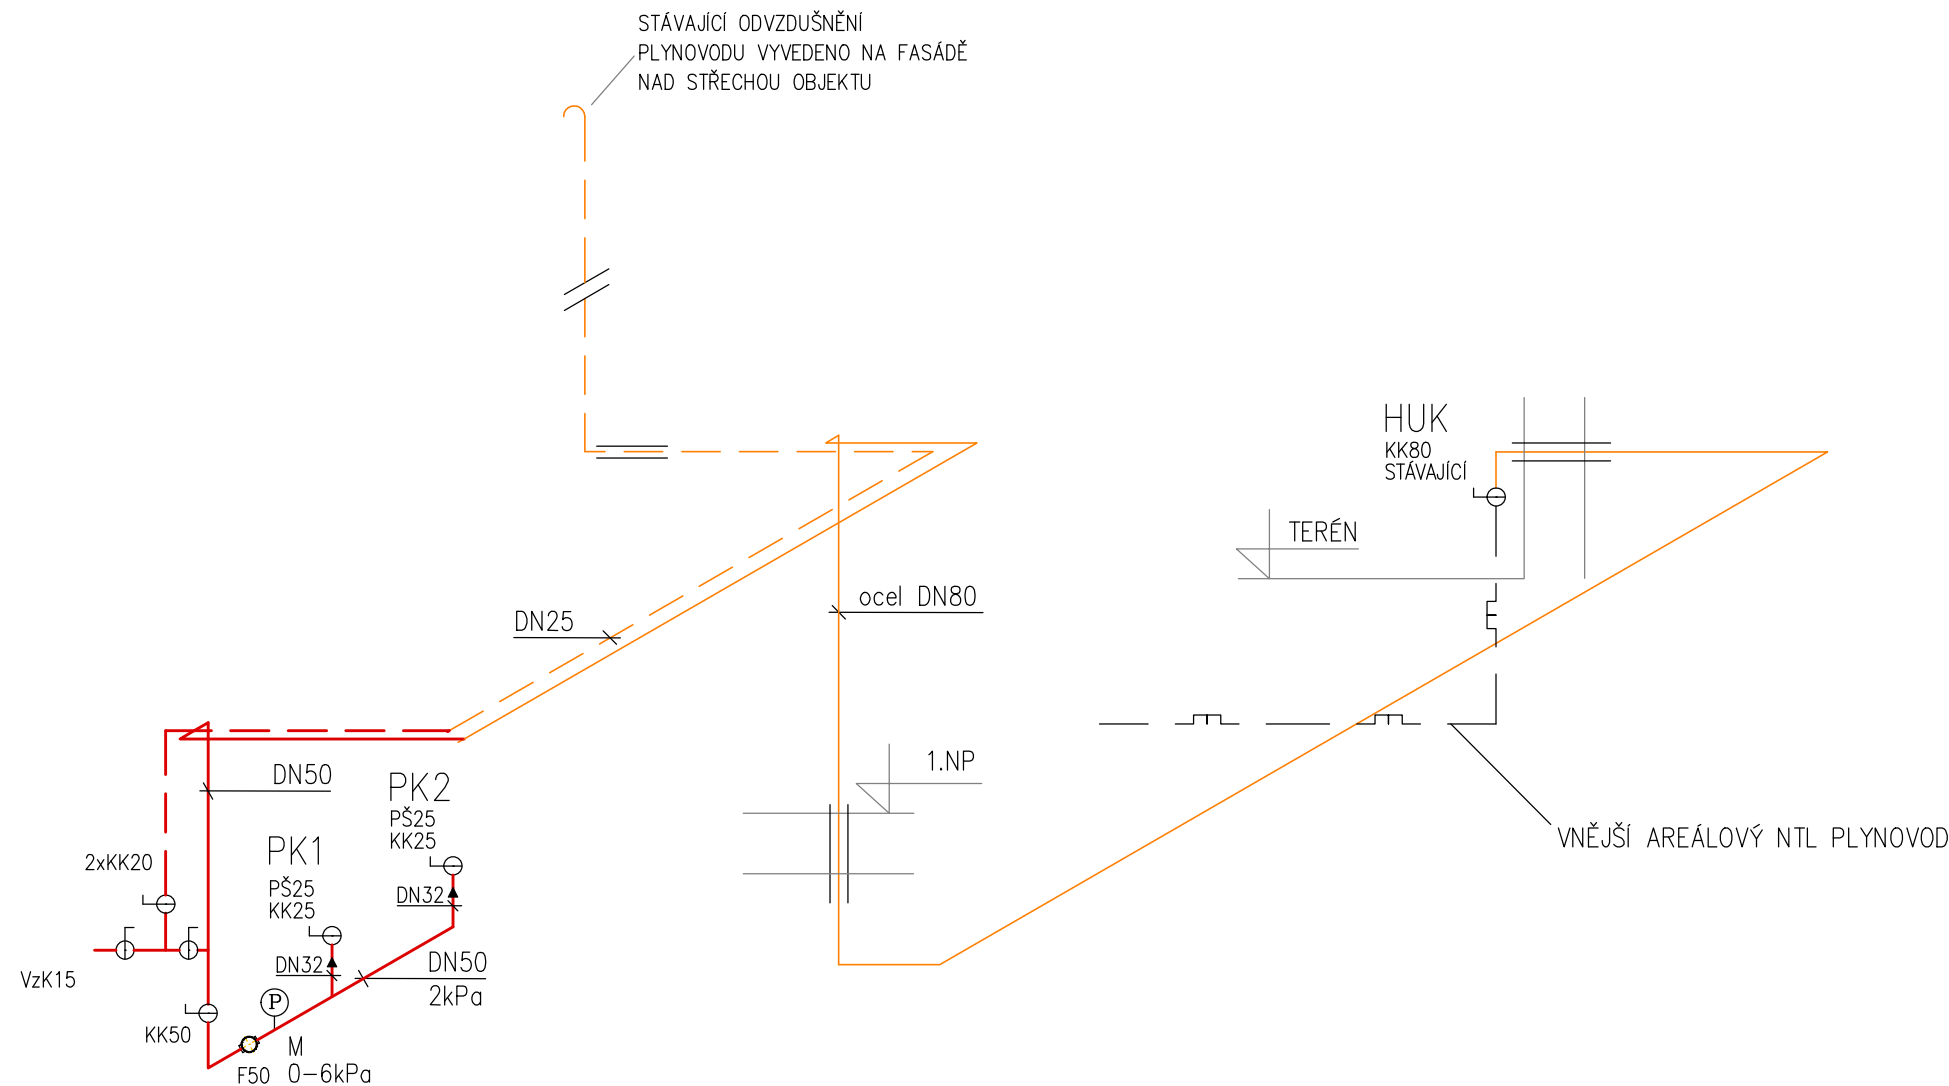 STÁVAJÍCÍ ODVZDUŠNĚNÍ
PLYNOVODU VYVEDENO NA FASÁDĚ
NAD STŘECHOU OBJEKTU
HUK
KK80
STÁVAJÍCÍ
TERÉN
ocel DN80
DN25
1.NP
DN50
PK2
PŠ25
KK25
VNĚJŠÍ AREÁLOVÝ NTL PLYNOVOD
PK1
2xKK20
PŠ25
KK25
DN32
DN32
DN50
2kPa
VzK15
P
KK50
M
F50 0-6kPa